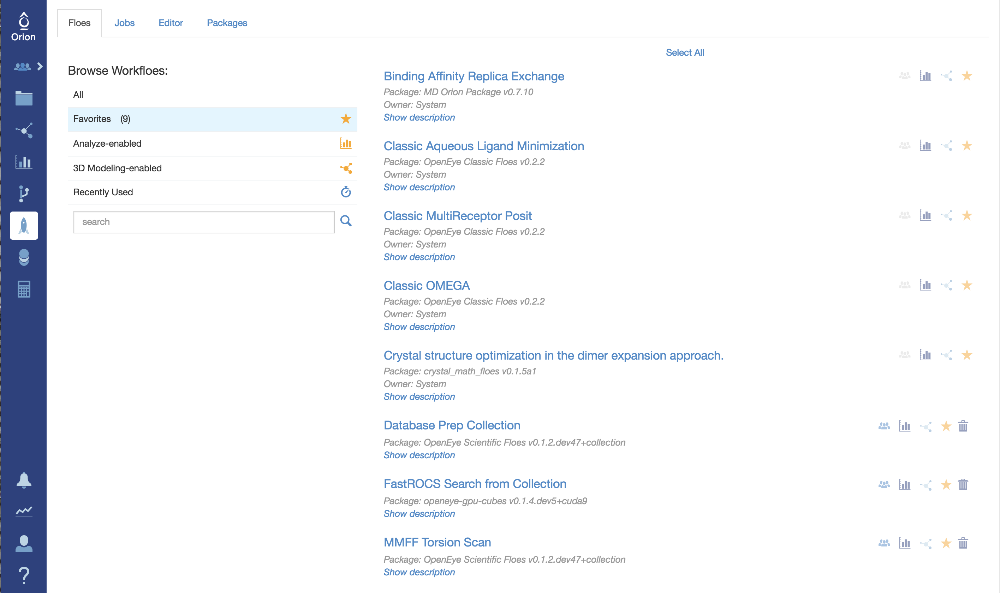 Orion
Floes
Jobs
Editor
Packages
Select All
Browse Workfloes:
All
Favorites (9)
Analyze-enabled
3D Modeling-enabled
Recently Used
search
Binding Affinity Replica Exchange
Package: MD Orion Package v0.7.10
Owner: System
Show description
Classic Aqueous Ligand Minimization
Package: OpenEye Classic Floes v0.2.2
Owner: System
Show description
Classic MultiReceptor Posit
Package: OpenEye Classic Floes v0.2.2
Owner: System
Show description
Classic OMEGA
Package: OpenEye Classic Floes v0.2.2
Owner: System
Show description
Crystal structure optimization in the dimer expansion approach.
Package: crystal_math_floes v0.1.5a1
Owner: System
Show description
Database Prep Collection
Package: OpenEye Scientific Floes v0.1.2.dev47+collection
Show description
FastROCS Search from Collection
Package: openeye-gpu-cubes v0.1.4.dev5+cuda9
Show description
MMFF Torsion Scan
Package: OpenEye Scientific Floes v0.1.2.dev47+collection
Show description